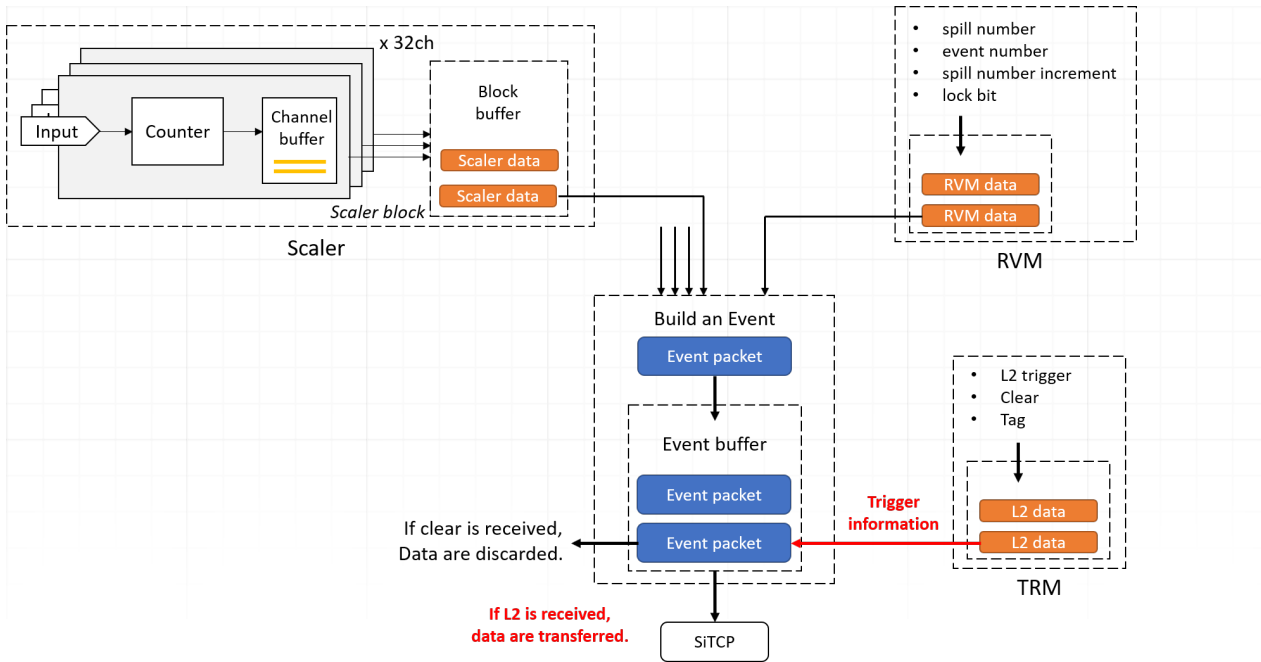 x 32ch
Input
Counter
Channel
buffer
Block
buffer
Scaler data
Scaler data
Scaler block
Scaler
• spill number
• event number
• spill number increment
• lock bit
RVM data
RVM data
RVM
Build an Event
Event packet
Event buffer
Event packet
Event packet
If clear is received,
Data are discarded.
Trigger
information
• L2 trigger
• Clear
• Tag
L2 data
L2 data
TRM
If L2 is received,
data are transferred.
SiTCP